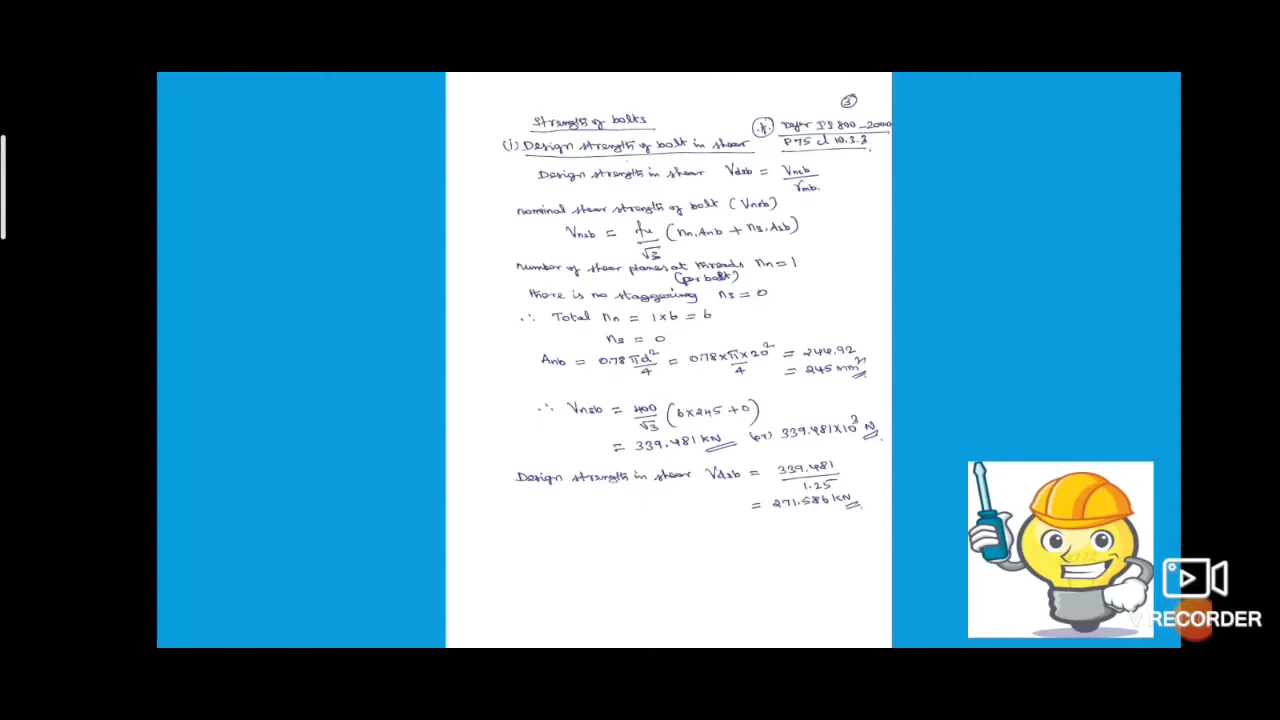 3
Strength of bolts
(i) Design strength of bolt in shear
Refer IS 800-2000
P75 cl 10.3.3
Design strength in shear Vdsb = Vnsb / γmb.
nominal shear strength of bolt (Vnsb)
Vnsb = fu / √3 (nn.Anb + ns.Asb)
number of shear planes at threads nn = 1
(per bolt)
there is no staggering ns = 0
∴ Total nn = 1×6 = 6
ns = 0
Anb = 0.78 πd² / 4 = 0.78 × π × 20² / 4 = 244.92
= 245 mm²
∴ Vnsb = 400 / √3 (6×245 + 0)
= 339.481 KN (or) 339.481×10³ N
Design strength in shear Vdsb = 339.481 / 1.25
= 271.586 KN
V RECORDER